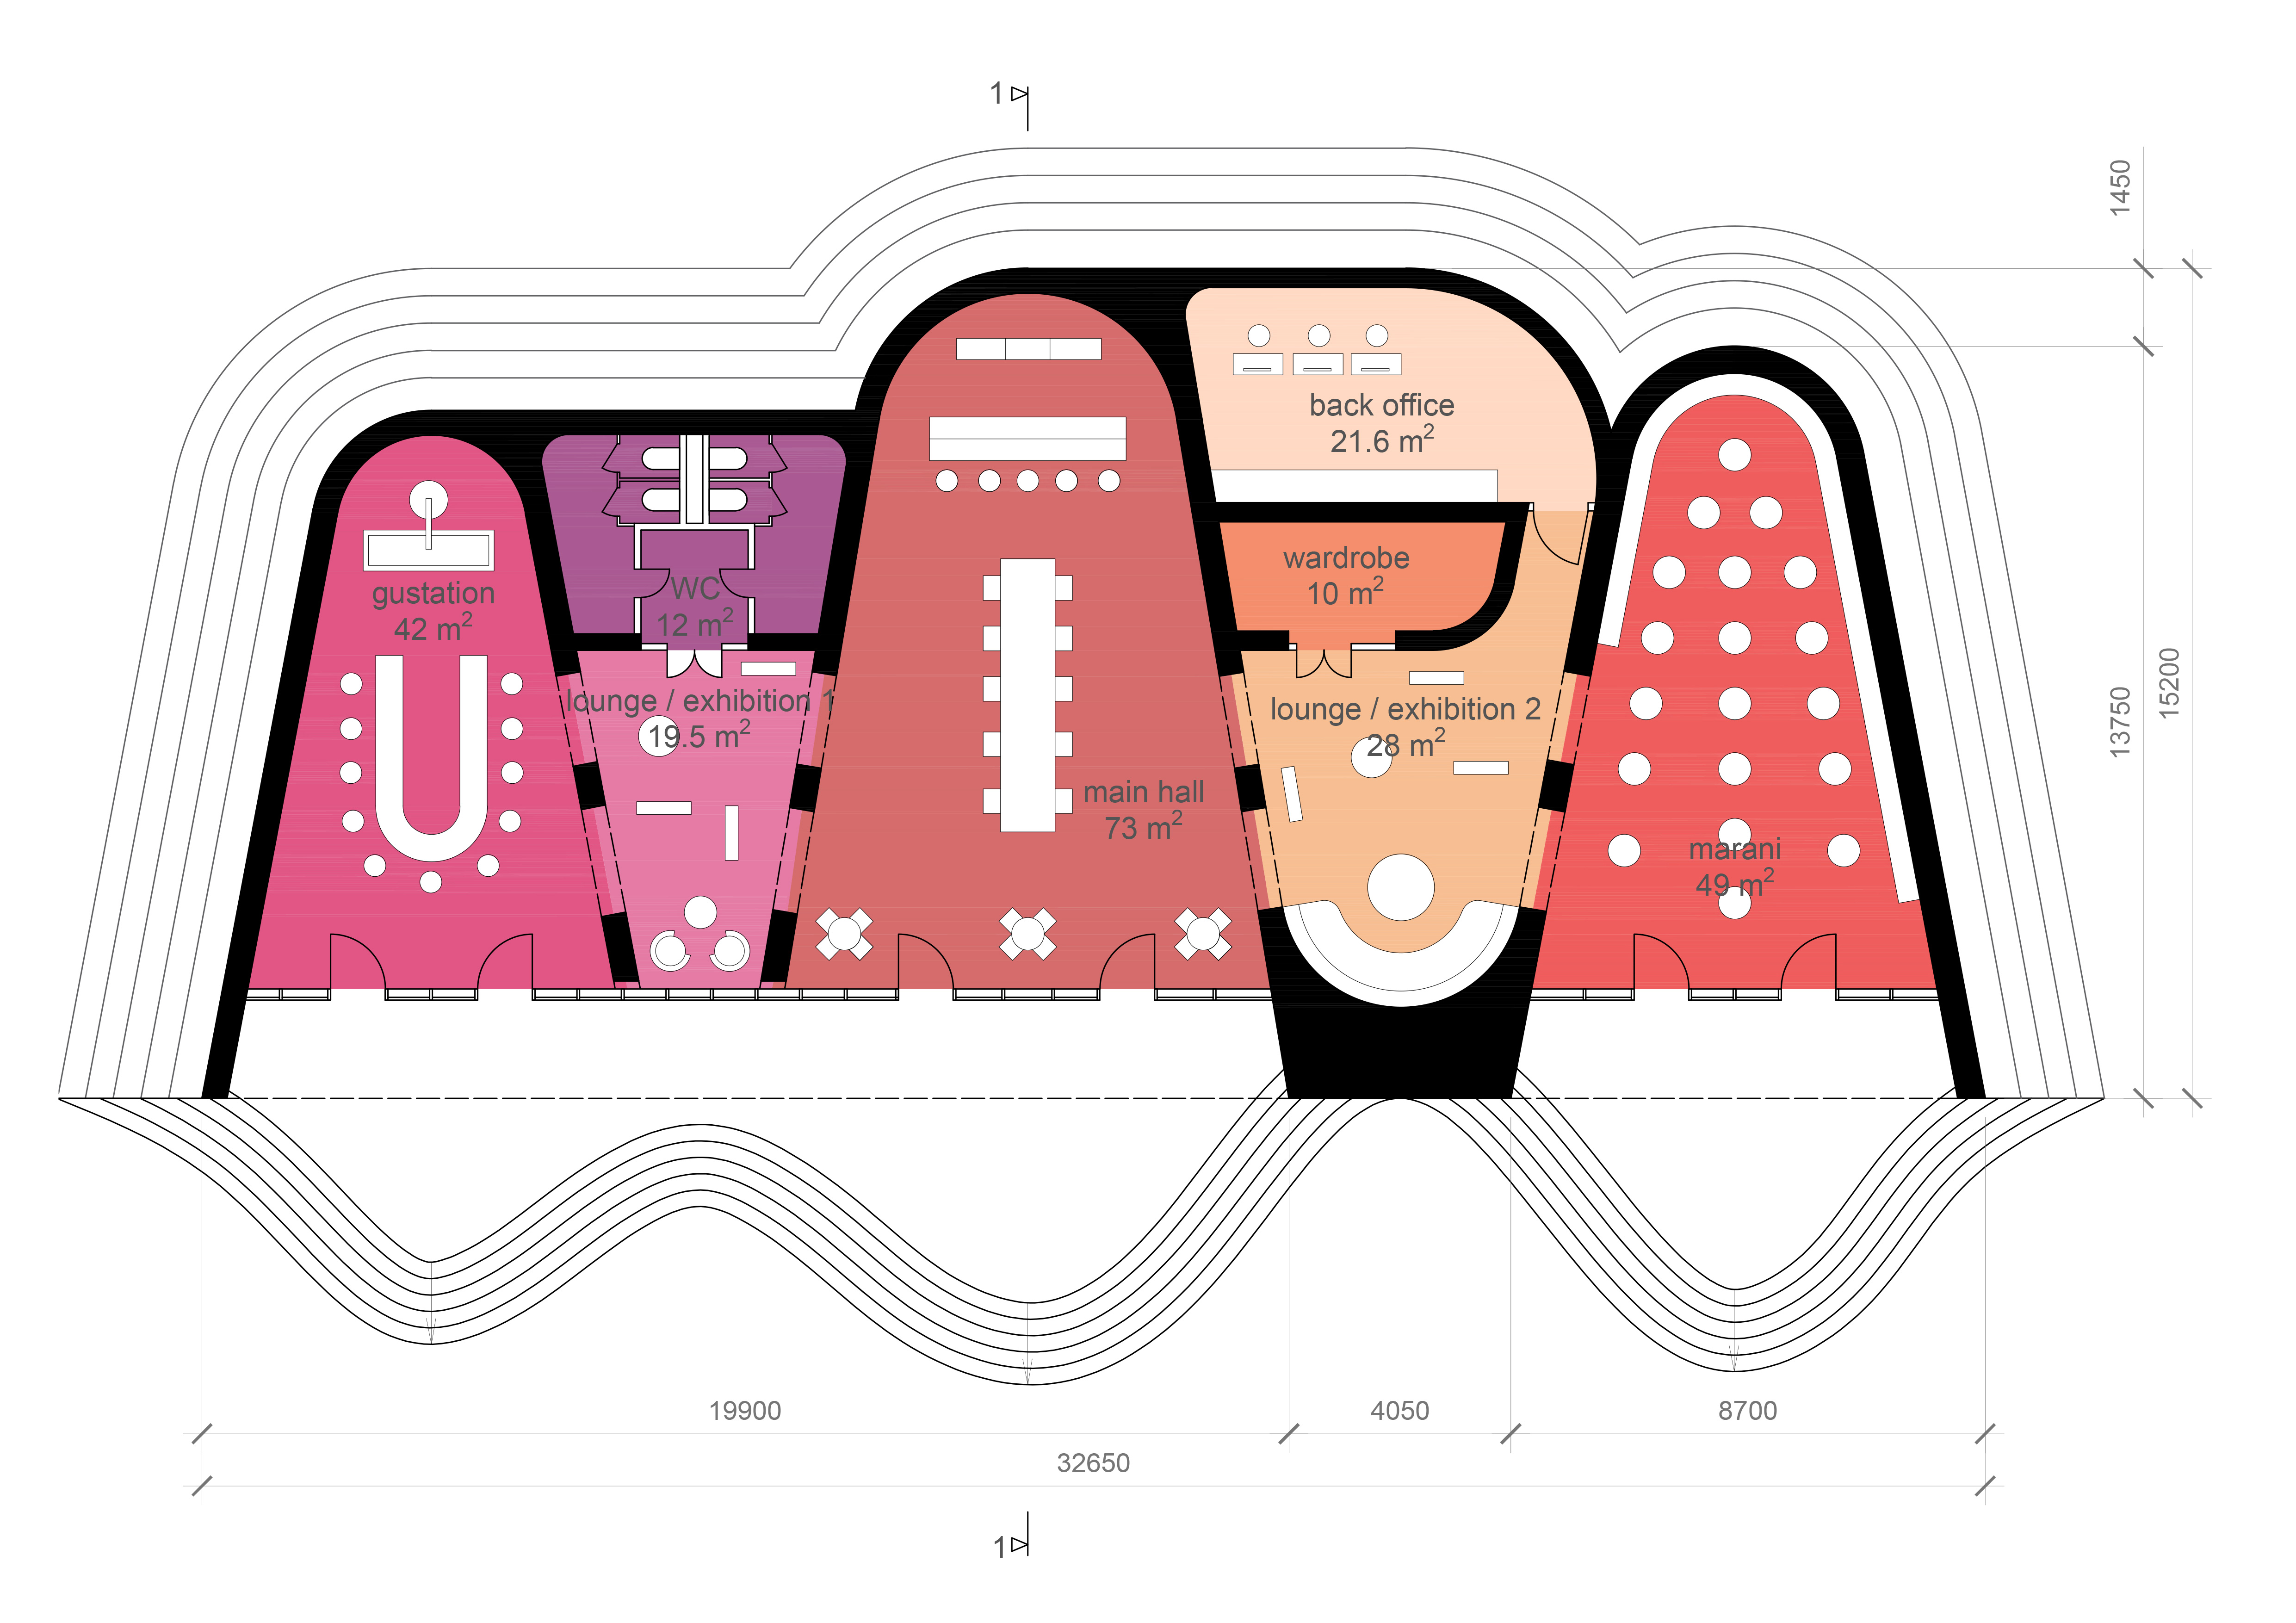 1
1450
back office
21.6 m²
wardrobe
10 m²
gustation
42 m²
WC
12 m²
lounge / exhibition 1
19.5 m²
lounge / exhibition 2
28 m²
main hall
73 m²
marani
49 m²
13750
15200
19900
4050
8700
32650
1